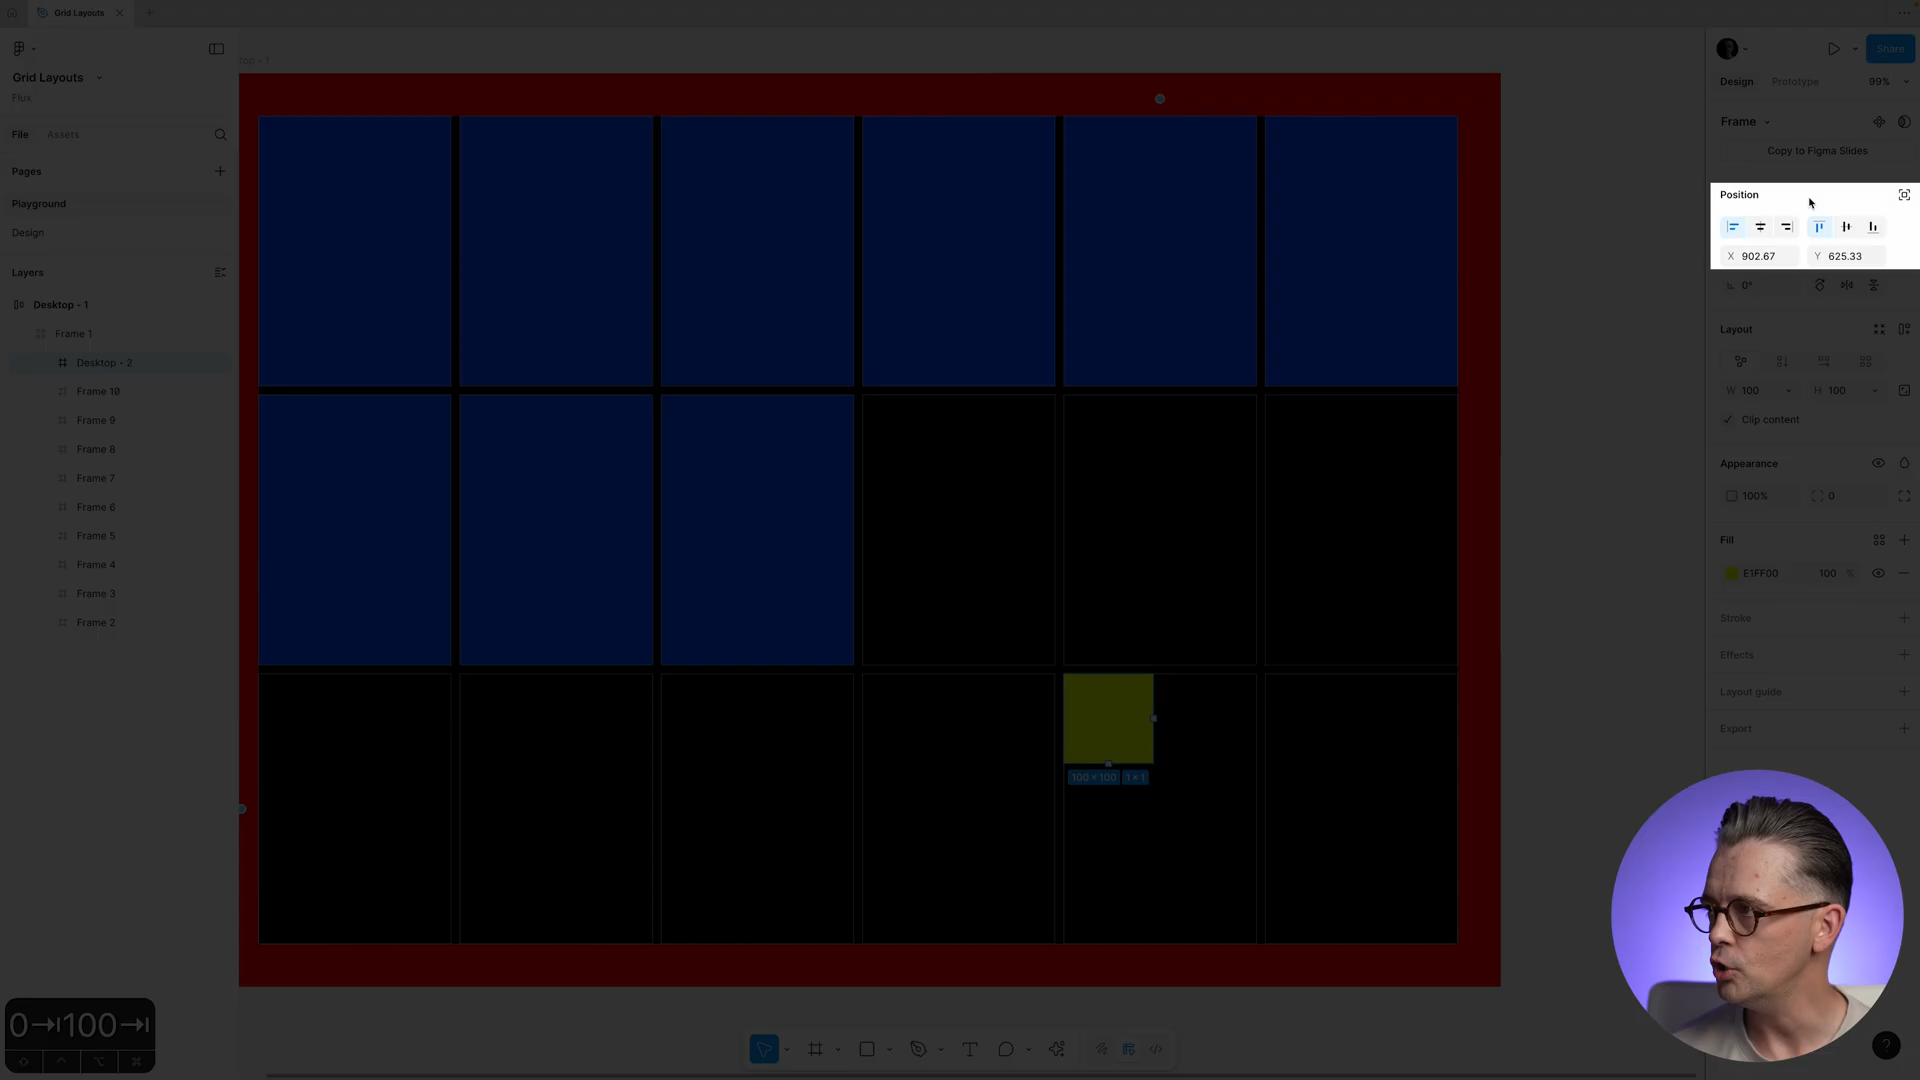 Grid Layouts
Grid Layouts
Flux
File
Assets
Pages
Playground
Design
Layers
Desktop - 1
Frame 1
Desktop - 2
Frame 10
Frame 9
Frame 8
Frame 7
Frame 6
Frame 5
Frame 4
Frame 3
Frame 2
0⇥100⇥
top - 1
100 × 100
1 × 1
Share
Design
Prototype
99%
Frame
Copy to Figma Slides
Position
X 902.67
Y 625.33
0°
Layout
W 100
H 100
Clip content
Appearance
100%
0
Fill
E1FF00
100 %
Stroke
Effects
Layout guide
Export
?